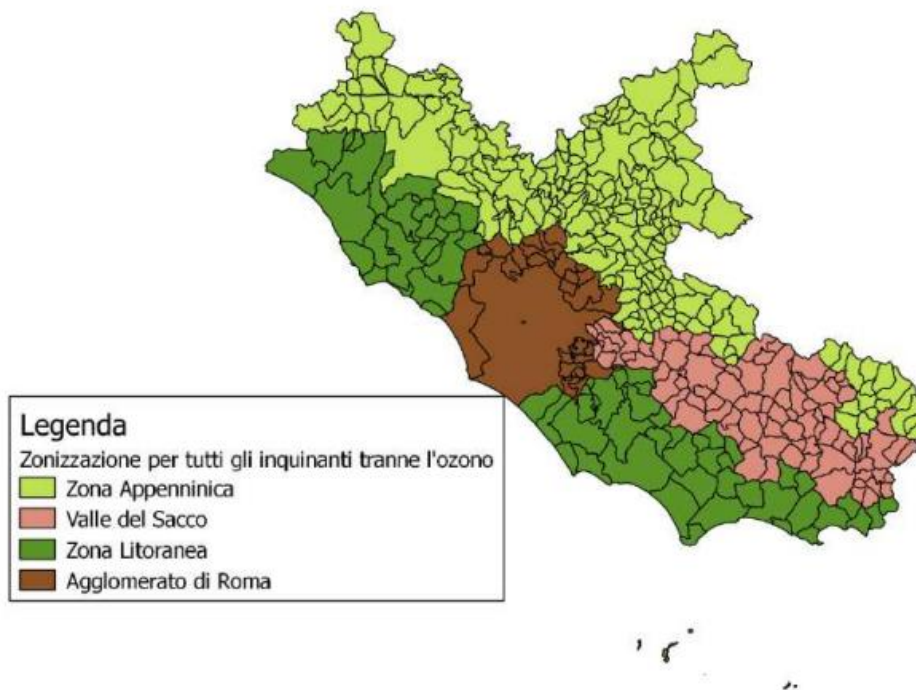 Legenda
Zonizzazione per tutti gli inquinanti tranne l'ozono
Zona Appenninica
Valle del Sacco
Zona Litoranea
Agglomerato di Roma